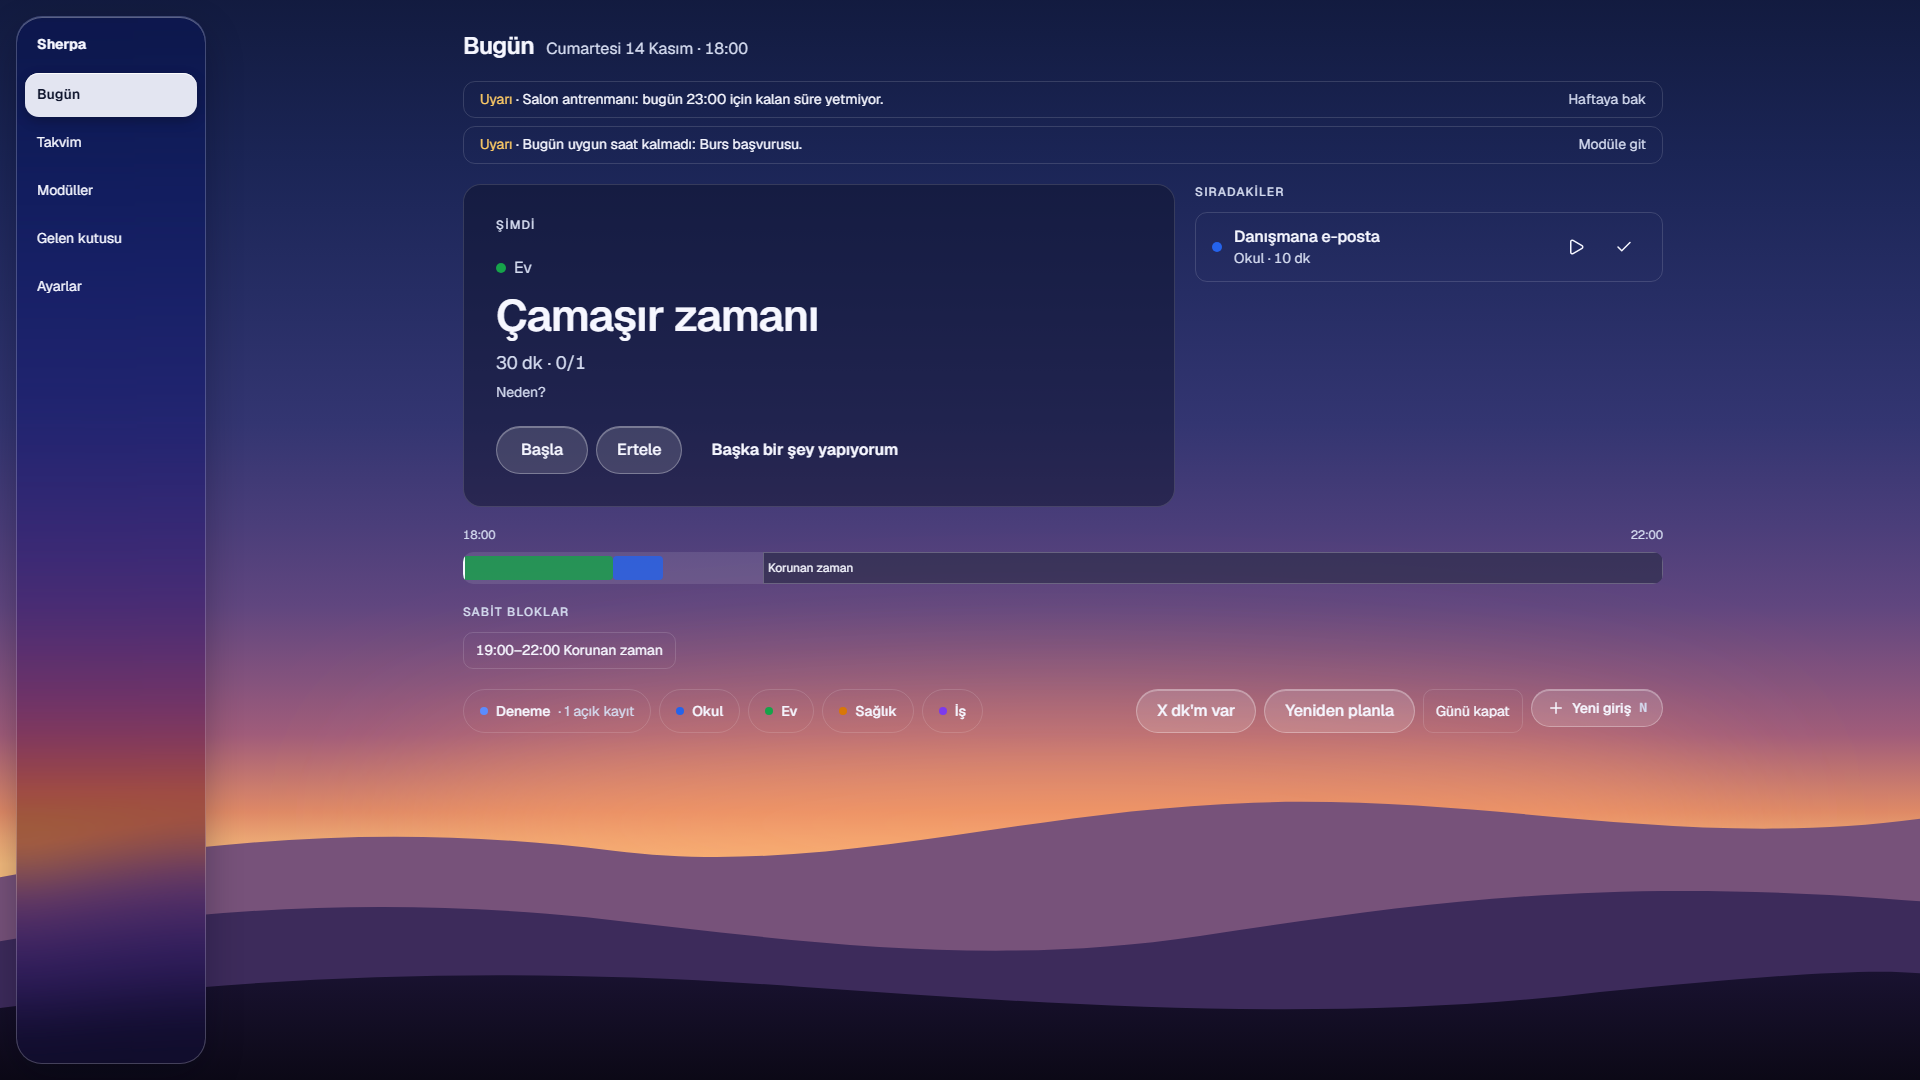 Sherpa
Bugün
Takvim
Modüller
Gelen kutusu
Ayarlar
Bugün Cumartesi 14 Kasım · 18:00
Uyarı · Salon antrenmanı: bugün 23:00 için kalan süre yetmiyor. Haftaya bak
Uyarı · Bugün uygun saat kalmadı: Burs başvurusu. Modüle git
ŞİMDİ
Ev
Çamaşır zamanı
30 dk · 0/1
Neden?
Başla Ertele Başka bir şey yapıyorum
SIRADAKİLER
Danışmana e-posta
Okul · 10 dk
18:00 22:00
Korunan zaman
SABİT BLOKLAR
19:00–22:00 Korunan zaman
Deneme · 1 açık kayıt Okul Ev Sağlık İş X dk'm var Yeniden planla Günü kapat Yeni giriş N